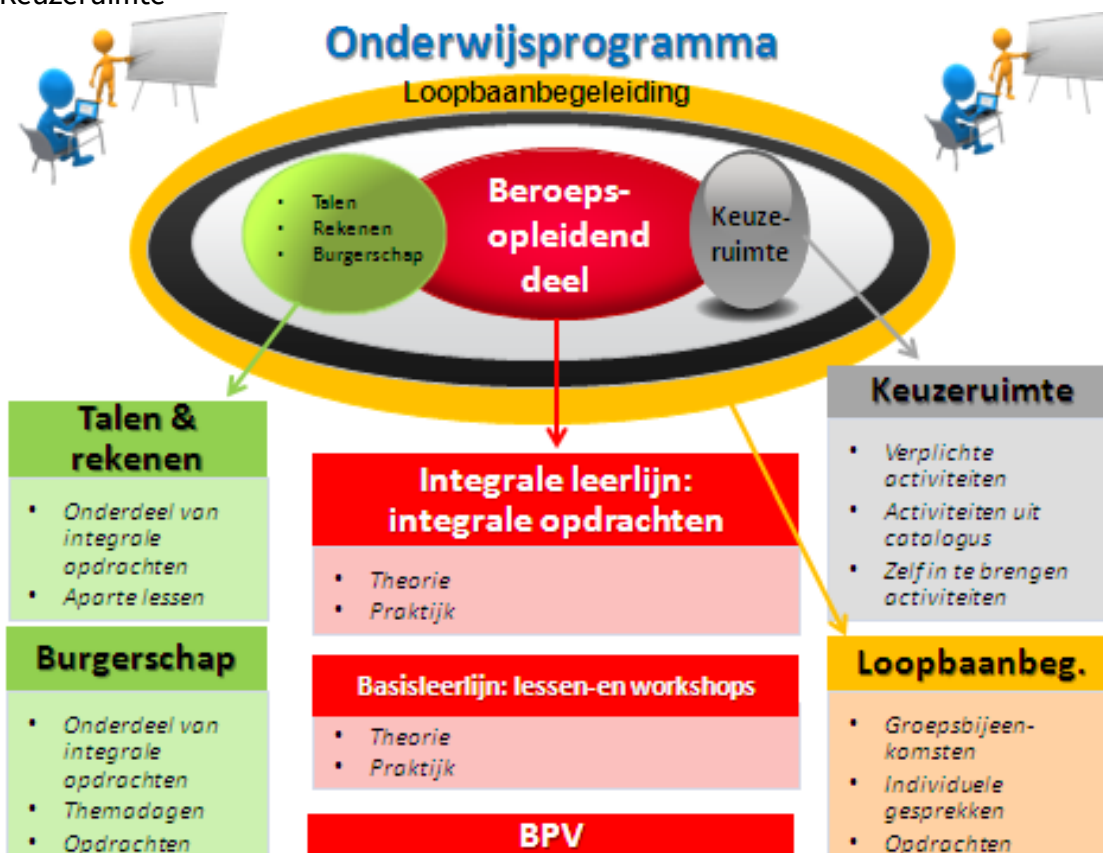 Keuzeruimte
Onderwijsprogramma
Loopbaanbegeleiding
• Talen
• Rekenen
• Burgerschap
Beroeps-
opleidend
deel
Keuze-
ruimte
Talen &
rekenen
• Onderdeel van
integrale
opdrachten
• Aparte lessen
Burgerschap
• Onderdeel van
integrale
opdrachten
• Themadagen
• Opdrachten
Integrale leerlijn:
integrale opdrachten
• Theorie
• Praktijk
Basisleerlijn: lessen-en workshops
• Theorie
• Praktijk
BPV
Keuzeruimte
• Verplichte
activiteiten
• Activiteiten uit
catalogus
• Zelf in te brengen
activiteiten
Loopbaanbeg.
• Groepsbijeen-
komsten
• Individuele
gesprekken
• Opdrachten